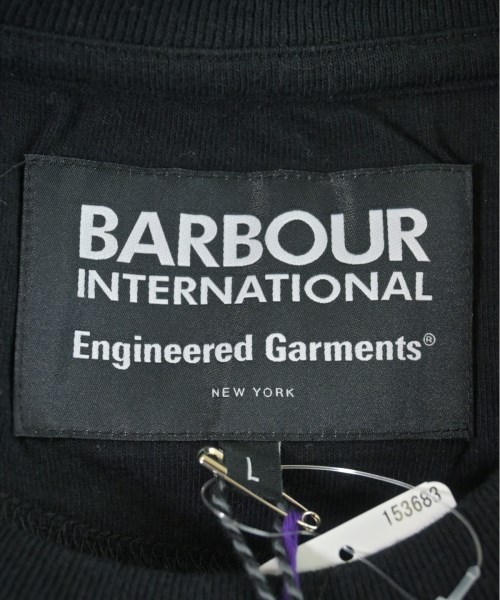 BARBOUR
INTERNATIONAL
Engineered Garments®
NEW YORK
L
153683